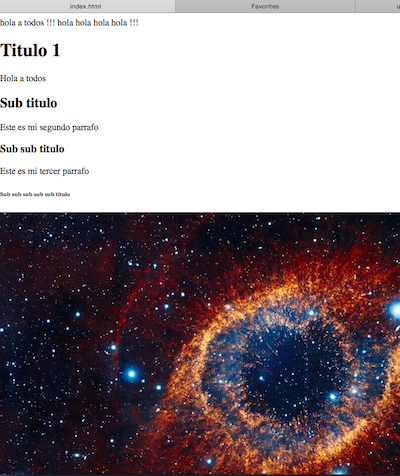 index.html
Favorites
u
hola a todos !!! hola hola hola hola !!!
Titulo 1
Hola a todos
Sub titulo
Este es mi segundo parrafo
Sub sub titulo
Este es mi tercer parrafo
Sub sub sub sub sub titulo